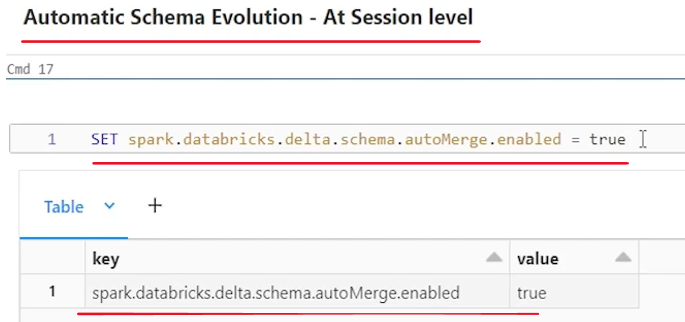 Automatic Schema Evolution - At Session level
Cmd 17
1 SET spark.databricks.delta.schema.autoMerge.enabled = true
Table +
key value
1 spark.databricks.delta.schema.autoMerge.enabled true